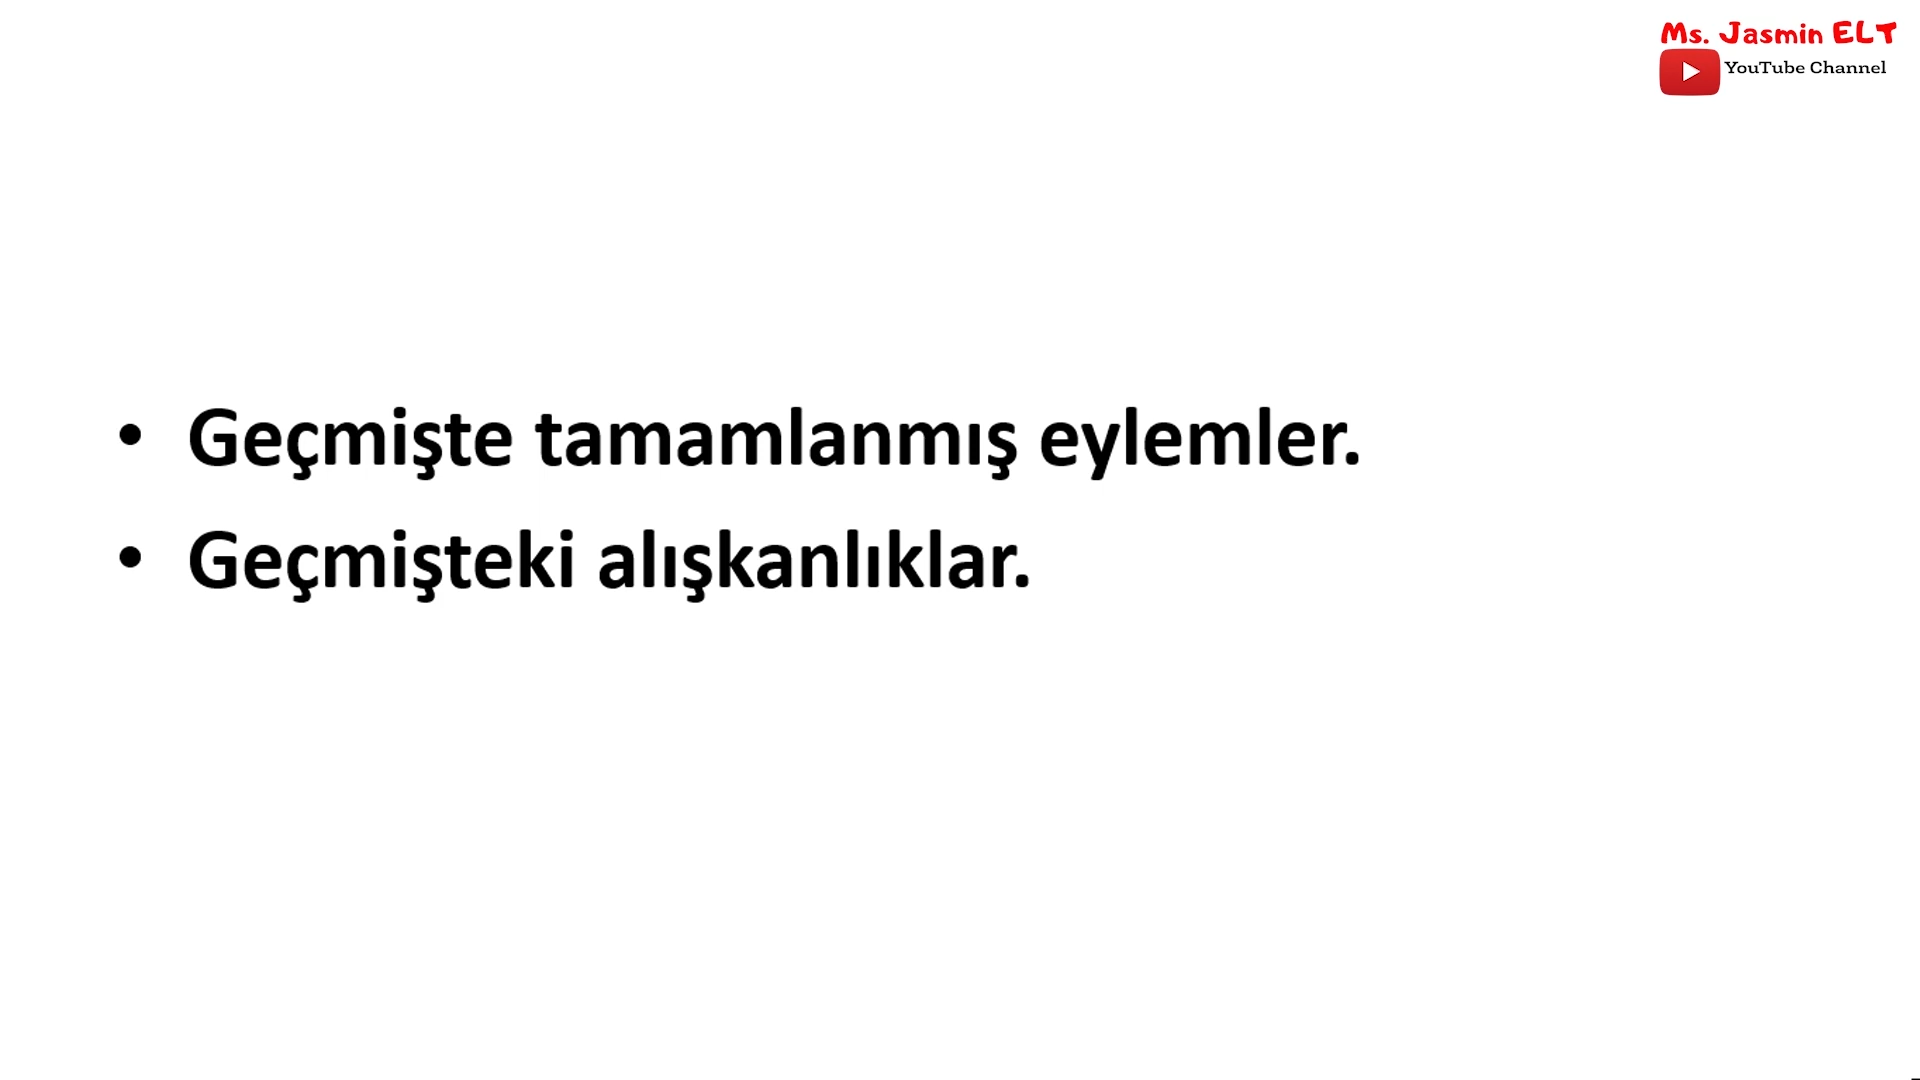 Ms. Jasmin ELT
YouTube Channel
• Geçmişte tamamlanmış eylemler.
• Geçmişteki alışkanlıklar.